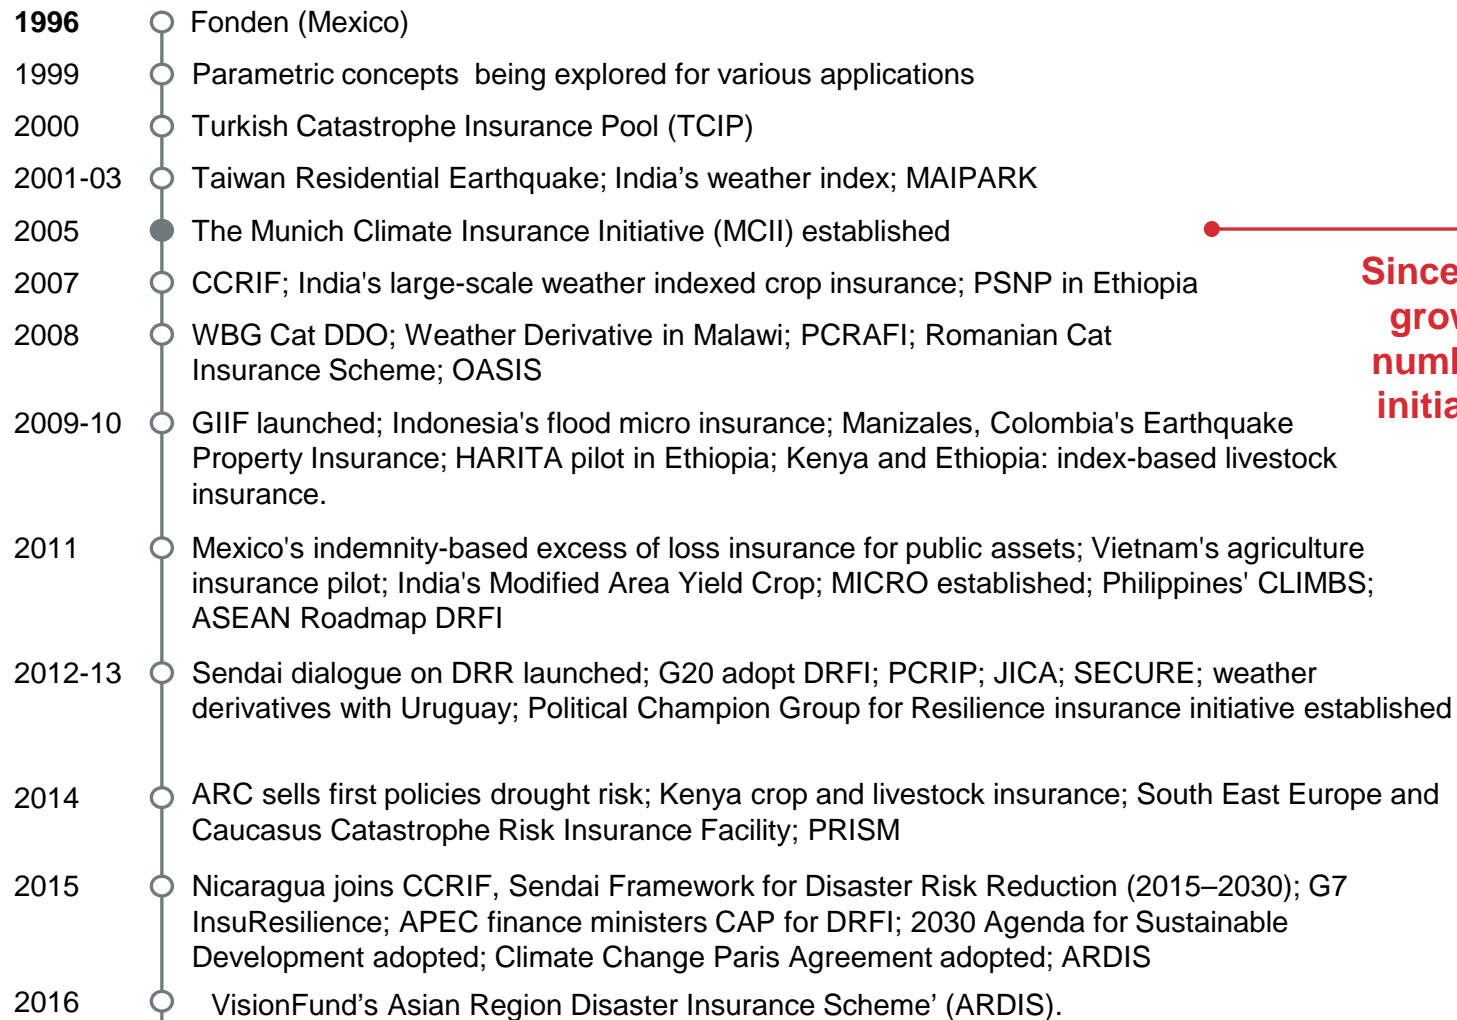 1996 Fonden (Mexico)
1999 Parametric concepts being explored for various applications
2000 Turkish Catastrophe Insurance Pool (TCIP)
2001-03 Taiwan Residential Earthquake; India’s weather index; MAIPARK
2005 The Munich Climate Insurance Initiative (MCII) established
2007 CCRIF; India's large-scale weather indexed crop insurance; PSNP in Ethiopia
Since
2008 WBG Cat DDO; Weather Derivative in Malawi; PCRAFI; Romanian Cat
Insurance Scheme; OASIS
2009-10 GIIF launched; Indonesia's flood micro insurance; Manizales, Colombia's Earthquake
Property Insurance; HARITA pilot in Ethiopia; Kenya and Ethiopia: index-based livestock
insurance.
2011 Mexico's indemnity-based excess of loss insurance for public assets; Vietnam's agriculture
insurance pilot; India's Modified Area Yield Crop; MICRO established; Philippines' CLIMBS;
ASEAN Roadmap DRFI
2012-13 Sendai dialogue on DRR launched; G20 adopt DRFI; PCRIP; JICA; SECURE; weather
derivatives with Uruguay; Political Champion Group for Resilience insurance initiative established
2014 ARC sells first policies drought risk; Kenya crop and livestock insurance; South East Europe and
Caucasus Catastrophe Risk Insurance Facility; PRISM
2015 Nicaragua joins CCRIF, Sendai Framework for Disaster Risk Reduction (2015–2030); G7
InsuResilience; APEC finance ministers CAP for DRFI; 2030 Agenda for Sustainable
Development adopted; Climate Change Paris Agreement adopted; ARDIS
2016 VisionFund’s Asian Region Disaster Insurance Scheme’ (ARDIS).